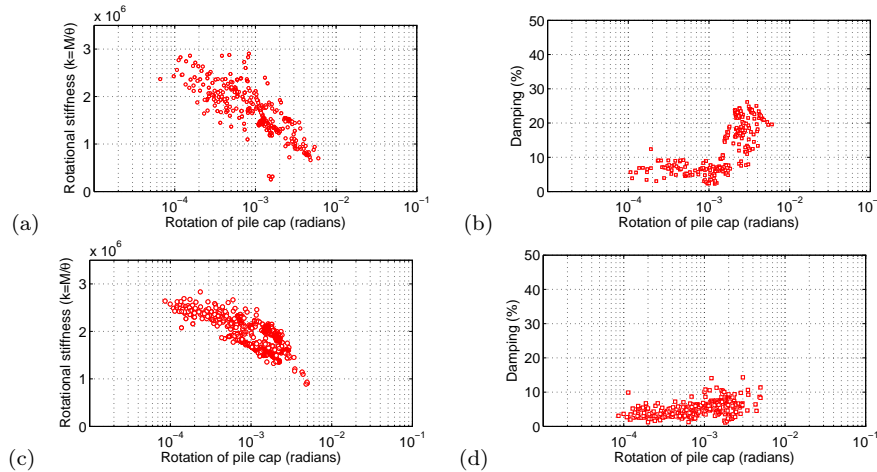 x 10⁶
Rotational stiffness (k=M/θ)
3
2
1
0
10⁻⁴
10⁻³
10⁻²
10⁻¹
Rotation of pile cap (radians)
(a)
Damping (%)
50
40
30
20
10
0
10⁻⁴
10⁻³
10⁻²
10⁻¹
Rotation of pile cap (radians)
(b)
x 10⁶
Rotational stiffness (k=M/θ)
3
2
1
0
10⁻⁴
10⁻³
10⁻²
10⁻¹
Rotation of pile cap (radians)
(c)
Damping (%)
50
40
30
20
10
0
10⁻⁴
10⁻³
10⁻²
10⁻¹
Rotation of pile cap (radians)
(d)